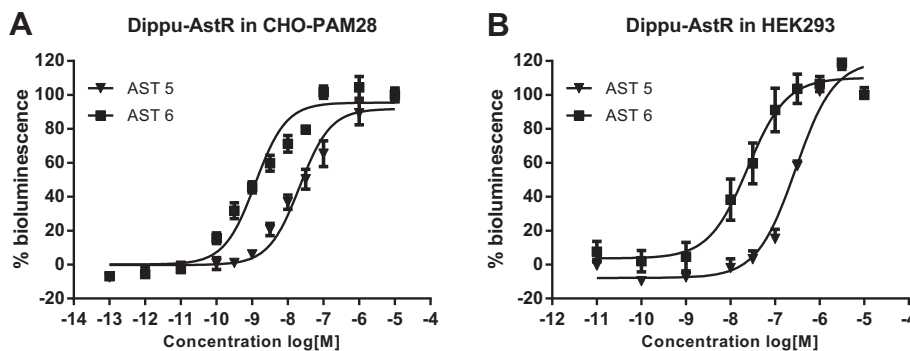 A
Dippu-AstR in CHO-PAM28
% bioluminescence
120
100
80
60
40
20
0
-20
AST 5
AST 6
-14 -13 -12 -11 -10 -9 -8 -7 -6 -5 -4
Concentration log[M]
B
Dippu-AstR in HEK293
% bioluminescence
120
100
80
60
40
20
0
-20
AST 5
AST 6
-12 -11 -10 -9 -8 -7 -6 -5 -4
Concentration log[M]